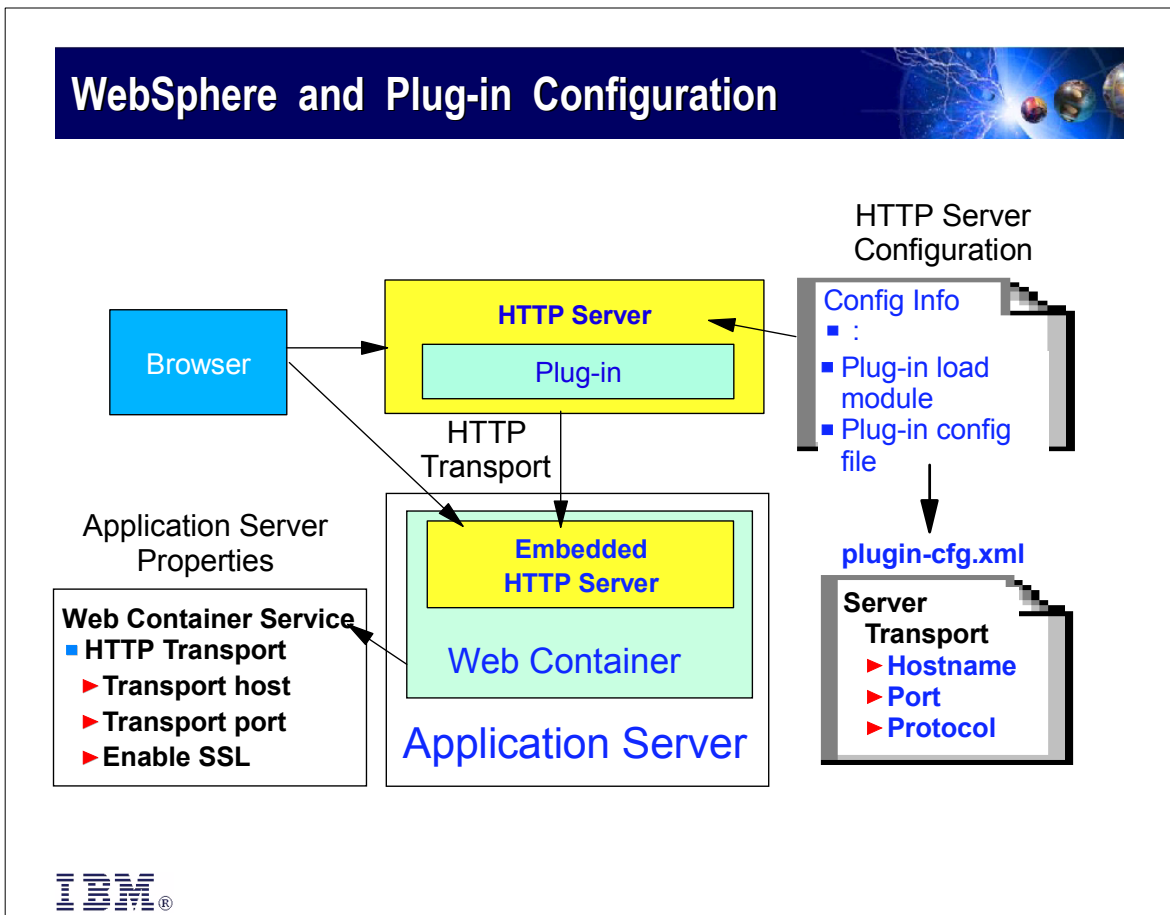 WebSphere and Plug-in Configuration
HTTP Server
Configuration
Config Info
:
Plug-in load
module
Plug-in config
file
HTTP Server
Plug-in
Browser
HTTP
Transport
Application Server
Properties
Web Container Service
HTTP Transport
Transport host
Transport port
Enable SSL
Embedded
HTTP Server
Web Container
Application Server
plugin-cfg.xml
Server
Transport
Hostname
Port
Protocol
IBM®